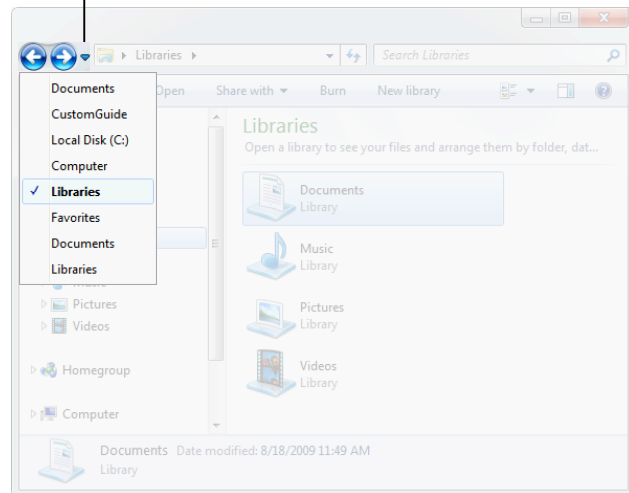 Libraries
Search Libraries
Open
Share with
Burn
New library
Documents
CustomGuide
Local Disk (C:)
Computer
Libraries
Favorites
Documents
Libraries
Music
Pictures
Videos
Homegroup
Computer
Libraries
Open a library to see your files and arrange them by folder, dat...
Documents
Library
Music
Library
Pictures
Library
Videos
Library
Documents Date modified: 8/18/2009 11:49 AM
Library